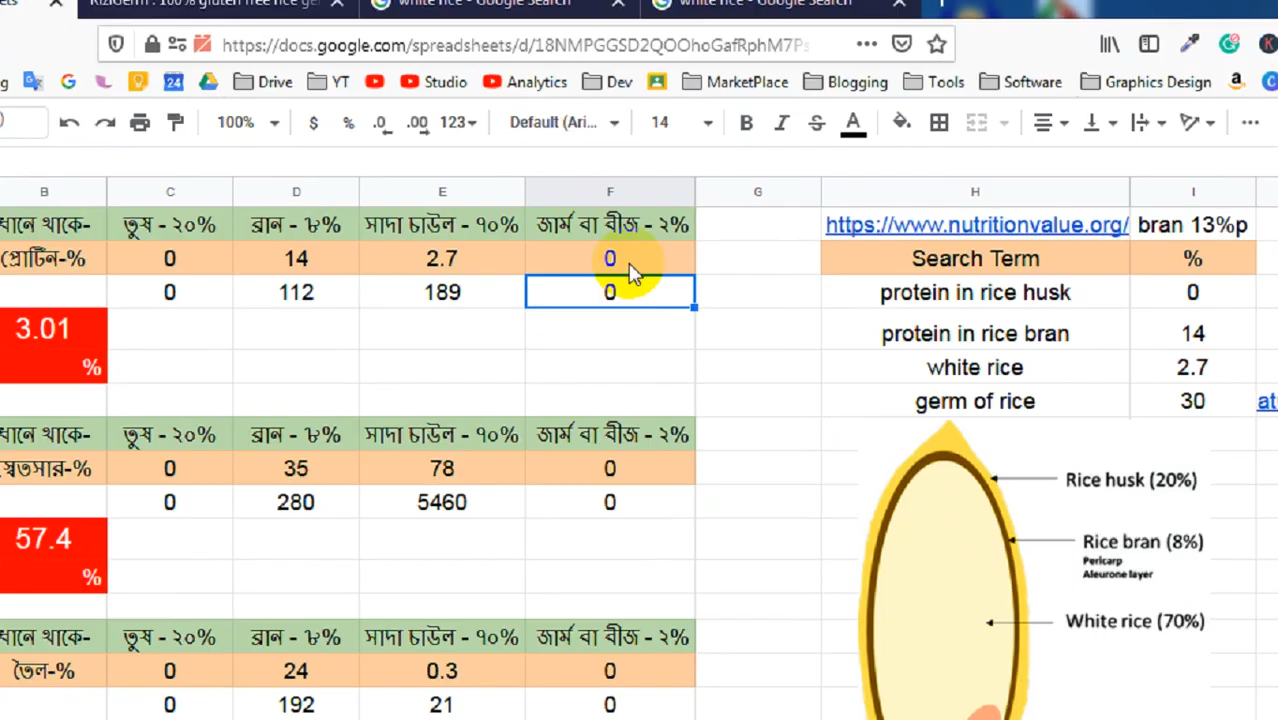 white rice - Google Search
white rice - Google Search
https://docs.google.com/spreadsheets/d/18NMPGGSD2QOOhoGafRphM7Ps
Drive YT Studio Analytics Dev MarketPlace Blogging Tools Software Graphics Design
100% $ % .0 .00 123 Default (Ari... 14 B I S A
B C D E F G H I
ধানে থাকে- তুষ - ২০% ব্রান - ৮% সাদা চাউল - ৭০% জার্ম বা বীজ - ২% https://www.nutritionvalue.org/ bran 13%p
প্রোটিন-% 0 14 2.7 0 Search Term %
0 112 189 0 protein in rice husk 0
3.01
%
protein in rice bran 14
white rice 2.7
germ of rice 30
ধানে থাকে- তুষ - ২০% ব্রান - ৮% সাদা চাউল - ৭০% জার্ম বা বীজ - ২%
শ্বেতসার-% 0 35 78 0
0 280 5460 0
57.4
%
ধানে থাকে- তুষ - ২০% ব্রান - ৮% সাদা চাউল - ৭০% জার্ম বা বীজ - ২%
তৈল-% 0 24 0.3 0
0 192 21 0
Rice husk (20%)
Rice bran (8%)
Pericarp
Aleurone layer
White rice (70%)